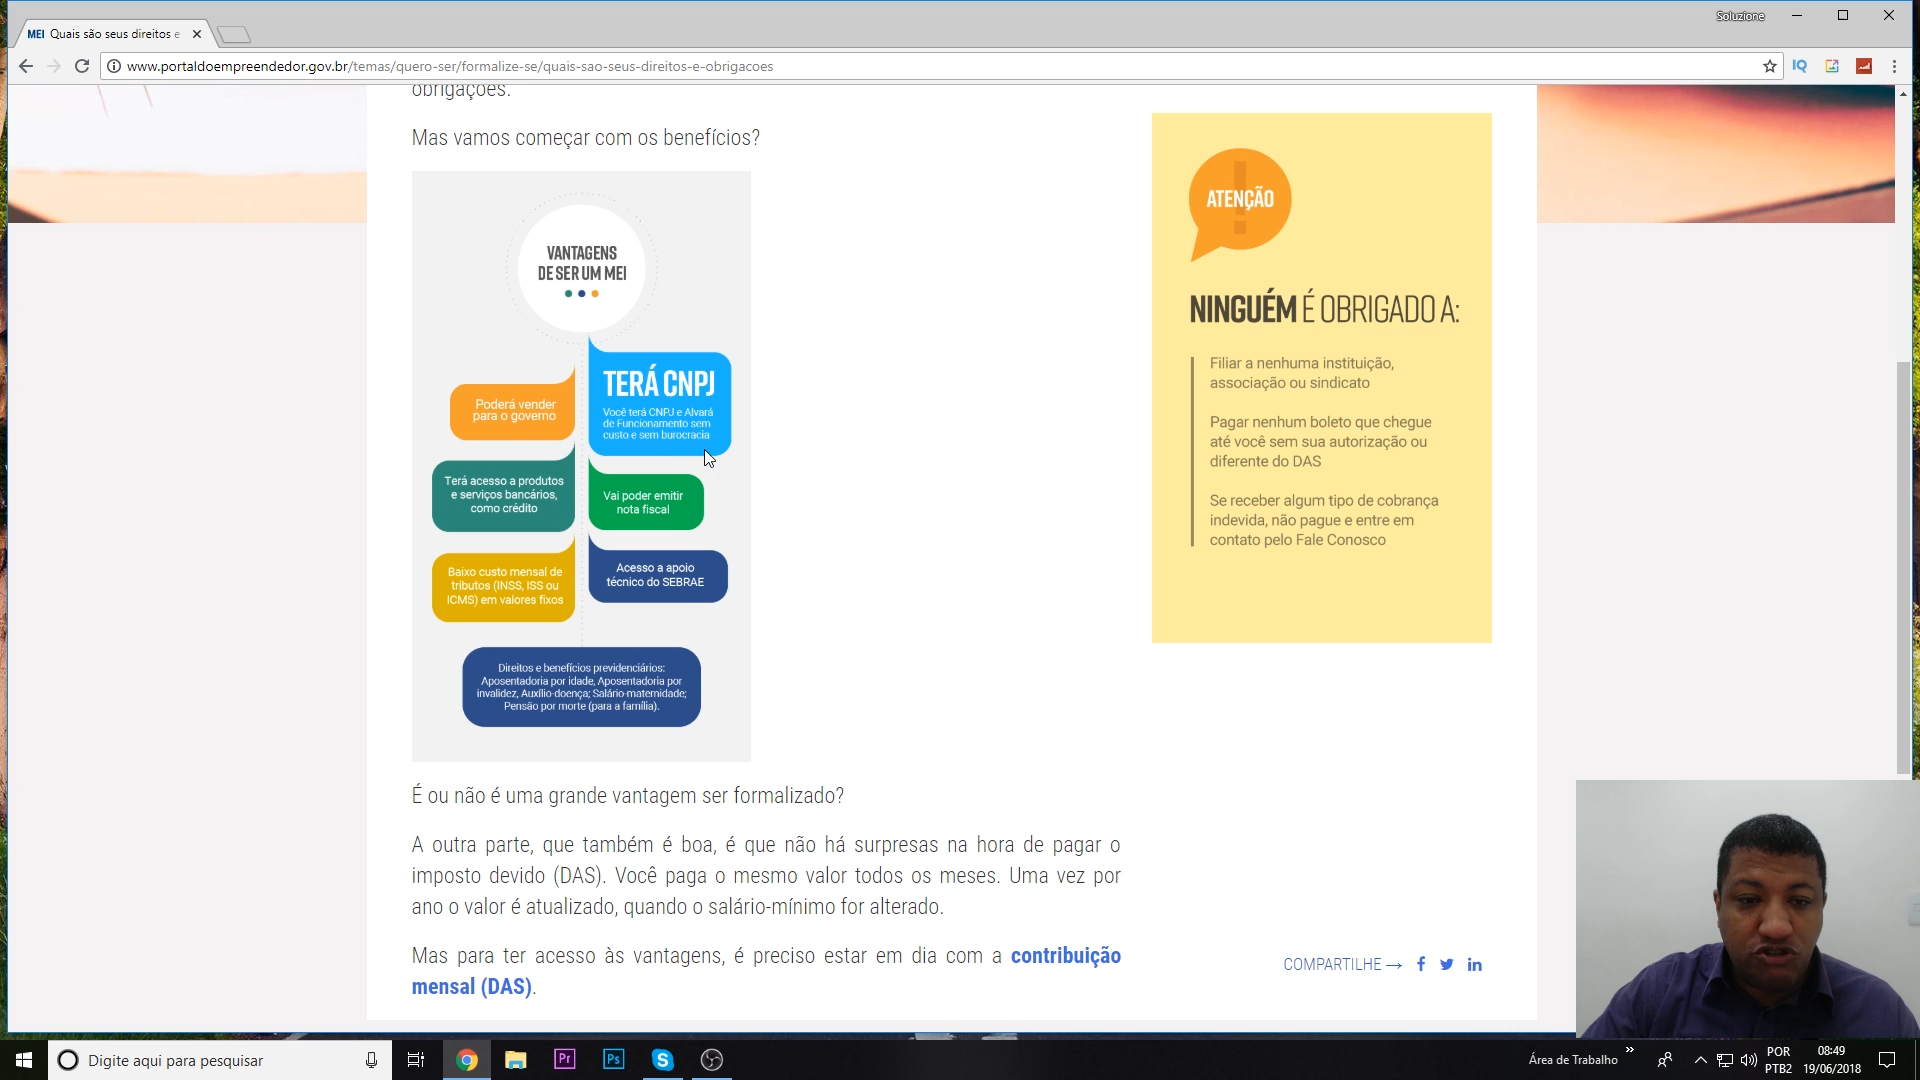 Soluzione
MEI Quais são seus direitos e
www.portaldoempreendedor.gov.br/temas/quero-ser/formalize-se/quais-sao-seus-direitos-e-obrigacoes
IQ
obrigações.
Mas vamos começar com os benefícios?
VANTAGENS
DE SER UM MEI
TERÁ CNPJ
Você terá CNPJ e Alvará
de Funcionamento sem
custo e sem burocracia
Poderá vender
para o governo
Terá acesso a produtos
e serviços bancários,
como crédito
Vai poder emitir
nota fiscal
Baixo custo mensal de
tributos (INSS, ISS ou
ICMS) em valores fixos
Acesso a apoio
técnico do SEBRAE
Direitos e benefícios previdenciários:
Aposentadoria por idade, Aposentadoria por
invalidez, Auxílio-doença; Salário-maternidade;
Pensão por morte (para a família).
É ou não é uma grande vantagem ser formalizado?
A outra parte, que também é boa, é que não há surpresas na hora de pagar o
imposto devido (DAS). Você paga o mesmo valor todos os meses. Uma vez por
ano o valor é atualizado, quando o salário-mínimo for alterado.
Mas para ter acesso às vantagens, é preciso estar em dia com a contribuição
mensal (DAS).
ATENÇÃO
NINGUÉM É OBRIGADO A:
Filiar a nenhuma instituição,
associação ou sindicato
Pagar nenhum boleto que chegue
até você sem sua autorização ou
diferente do DAS
Se receber algum tipo de cobrança
indevida, não pague e entre em
contato pelo Fale Conosco
COMPARTILHE
Digite aqui para pesquisar
Pr
Ps
Área de Trabalho
POR
PTB2
08:49
19/06/2018